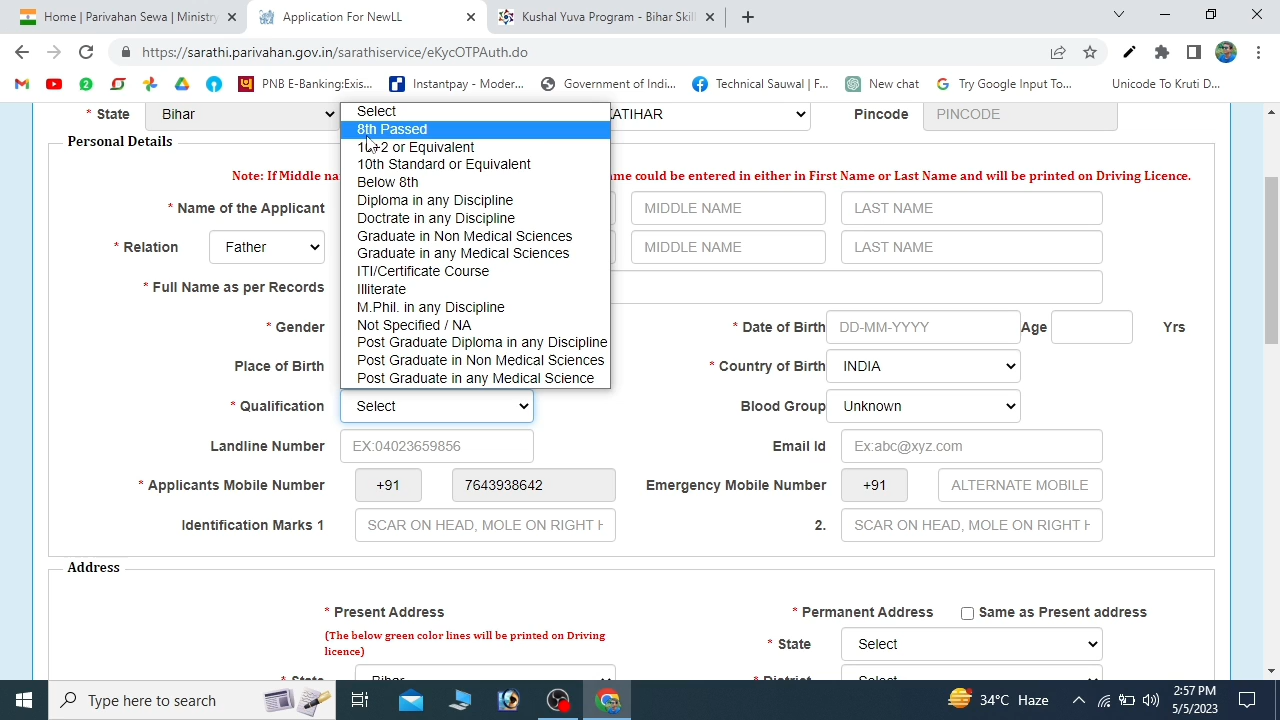 Home | Parivahan Sewa | Ministry
Application For NewLL
Kushal Yuva Program - Bihar Skill
https://sarathi.parivahan.gov.in/sarathiservice/eKycOTPAuth.do
PNB E-Banking:Exis...
Instantpay - Moder...
Government of Indi...
Technical Sauwal | F...
New chat
Try Google Input To...
Unicode To Kruti D...
* State Bihar ATIHAR Pincode PINCODE
Personal Details
Select
8th Passed
10+2 or Equivalent
10th Standard or Equivalent
Below 8th
Diploma in any Discipline
Doctrate in any Discipline
Graduate in Non Medical Sciences
Graduate in any Medical Sciences
ITI/Certificate Course
Illiterate
M.Phil. in any Discipline
Not Specified / NA
Post Graduate Diploma in any Discipline
Post Graduate in Non Medical Sciences
Post Graduate in any Medical Science
Note: If Middle na me could be entered in either in First Name or Last Name and will be printed on Driving Licence.
* Name of the Applicant MIDDLE NAME LAST NAME
* Relation Father MIDDLE NAME LAST NAME
* Full Name as per Records
* Gender * Date of Birth DD-MM-YYYY Age Yrs
Place of Birth * Country of Birth INDIA
* Qualification Select Blood Group Unknown
Landline Number EX:04023659856 Email Id Ex:abc@xyz.com
* Applicants Mobile Number +91 7643938642 Emergency Mobile Number +91 ALTERNATE MOBILE
Identification Marks 1 SCAR ON HEAD, MOLE ON RIGHT 2. SCAR ON HEAD, MOLE ON RIGHT
Address
* Present Address * Permanent Address Same as Present address
(The below green color lines will be printed on Driving
licence)
* State Select
* State Bihar * District Select
Type here to search
34°C Haze
2:57 PM
5/5/2023